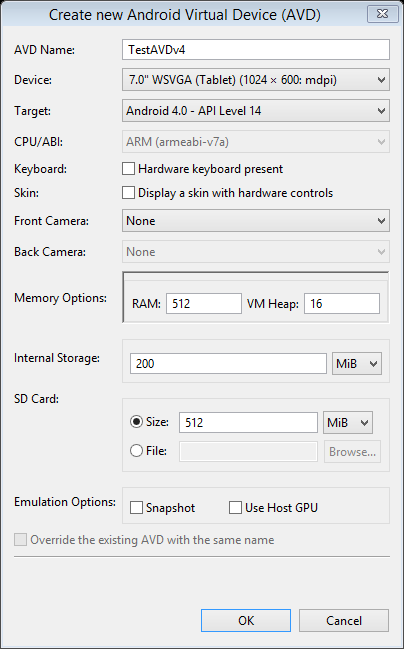 Create new Android Virtual Device (AVD)
AVD Name: TestAVDv4
Device: 7.0" WSVGA (Tablet) (1024 × 600: mdpi)
Target: Android 4.0 - API Level 14
CPU/ABI: ARM (armeabi-v7a)
Keyboard: Hardware keyboard present
Skin: Display a skin with hardware controls
Front Camera: None
Back Camera: None
Memory Options: RAM: 512 VM Heap: 16
Internal Storage: 200 MiB
SD Card:
Size: 512 MiB
File: Browse...
Emulation Options: Snapshot Use Host GPU
Override the existing AVD with the same name
OK Cancel